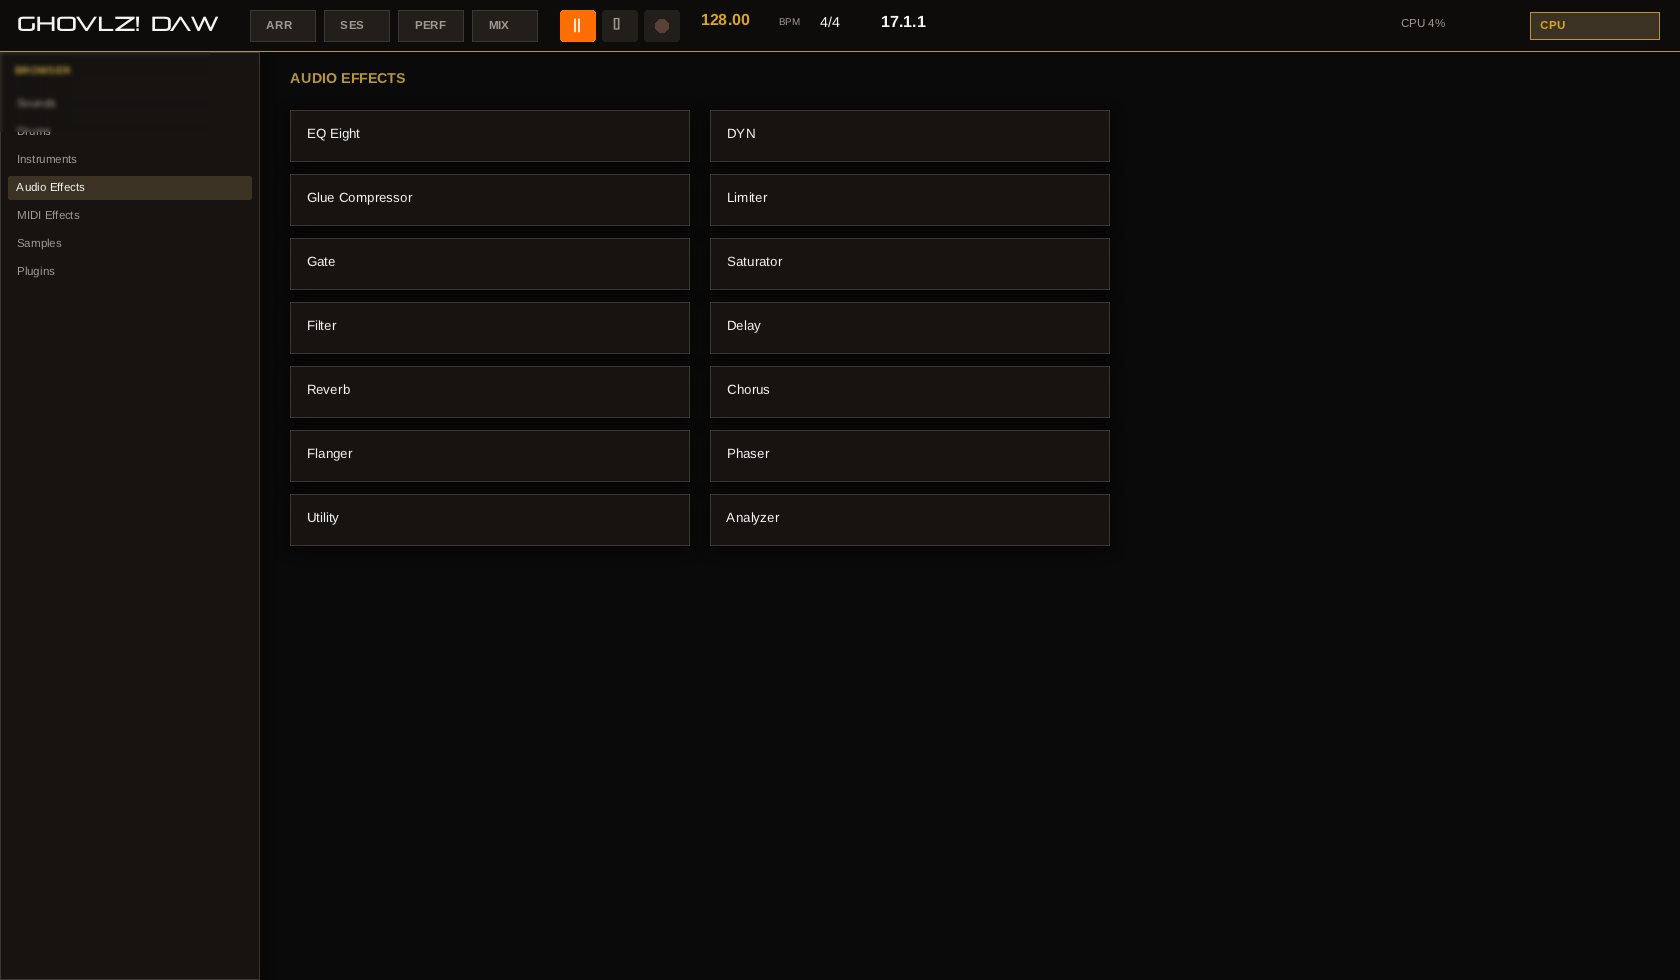 GHOVLZ! DAW
ARR SES PERF MIX 128.00 BPM 4/4 17.1.1 CPU 4% CPU
BROWSER
Sounds
Drums
Instruments
Audio Effects
MIDI Effects
Samples
Plugins
AUDIO EFFECTS
EQ Eight DYN
Glue Compressor Limiter
Gate Saturator
Filter Delay
Reverb Chorus
Flanger Phaser
Utility Analyzer